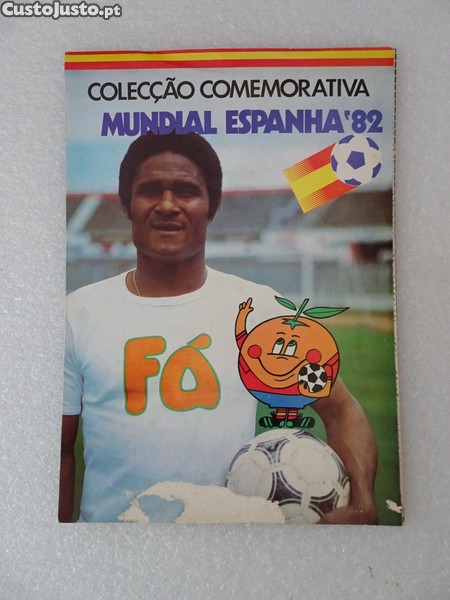 CustoJusto.pt
COLECÇÃO COMEMORATIVA
MUNDIAL ESPANHA'82
FÁ